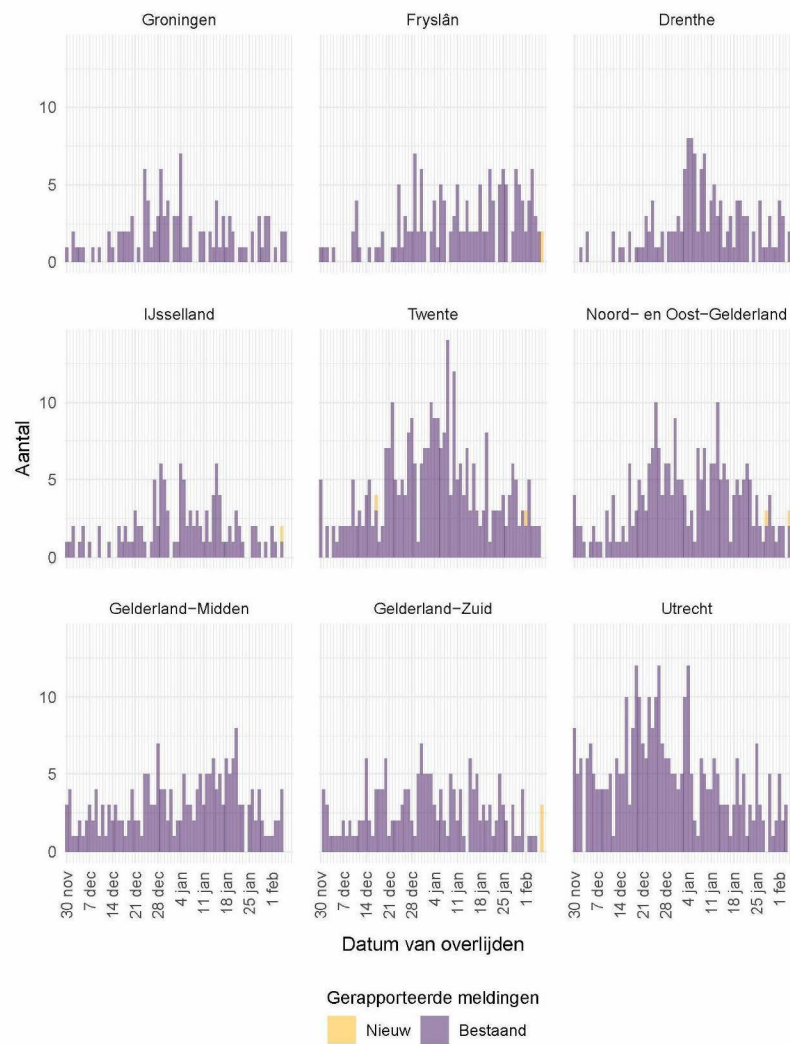 Groningen
Fryslân
Drenthe
10
5
0
IJsselland
Twente
Noord- en Oost-Gelderland
Aantal
10
5
0
Gelderland-Midden
Gelderland-Zuid
Utrecht
10
5
0
30 nov
7 dec
14 dec
21 dec
28 dec
4 jan
11 jan
18 jan
25 jan
1 feb
30 nov
7 dec
14 dec
21 dec
28 dec
4 jan
11 jan
18 jan
25 jan
1 feb
30 nov
7 dec
14 dec
21 dec
28 dec
4 jan
11 jan
18 jan
25 jan
1 feb
Datum van overlijden
Gerapporteerde meldingen
Nieuw Bestaand